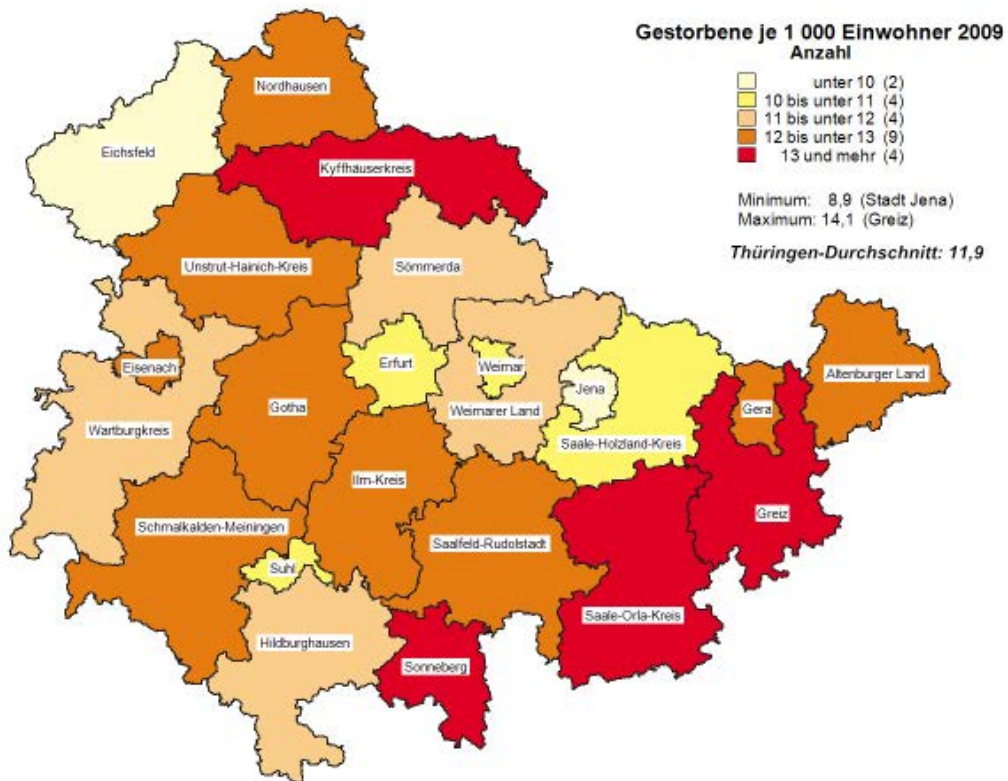 Gestorbene je 1 000 Einwohner 2009
Anzahl
unter 10 (2)
10 bis unter 11 (4)
11 bis unter 12 (4)
12 bis unter 13 (9)
13 und mehr (4)
Minimum: 8,9 (Stadt Jena)
Maximum: 14,1 (Greiz)
Thüringen-Durchschnitt: 11,9
Nordhausen
Eichsfeld
Kyffhäuserkreis
Unstrut-Hainich-Kreis
Sömmerda
Eisenach
Erfurt
Weimar
Jena
Altenburger Land
Gotha
Weimarer Land
Gera
Wartburgkreis
Saale-Holzland-Kreis
Ilm-Kreis
Greiz
Schmalkalden-Meiningen
Saalfeld-Rudolstadt
Suhl
Saale-Orla-Kreis
Hildburghausen
Sonneberg